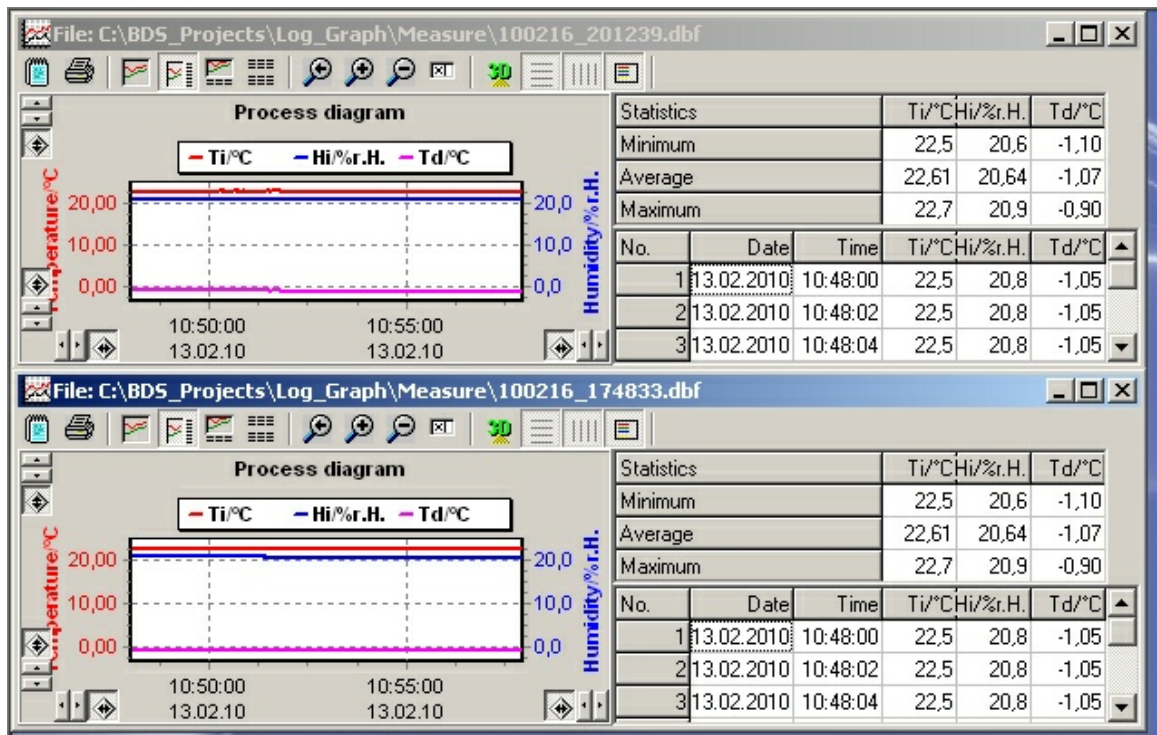 File: C:\BDS_Projects\Log_Graph\Measure\100216_201239.dbf
3D
Process diagram
Ti/°C Hi/%r.H. Td/°C
Temperature/°C
20,00
10,00
0,00
20,0
10,0
0,0
Humidity/%r.H.
10:50:00 10:55:00
13.02.10 13.02.10
Statistics Ti/°C Hi/%r.H. Td/°C
Minimum 22,5 20,6 -1,10
Average 22,61 20,64 -1,07
Maximum 22,7 20,9 -0,90
No. Date Time Ti/°C Hi/%r.H. Td/°C
1 13.02.2010 10:48:00 22,5 20,8 -1,05
2 13.02.2010 10:48:02 22,5 20,8 -1,05
3 13.02.2010 10:48:04 22,5 20,8 -1,05
File: C:\BDS_Projects\Log_Graph\Measure\100216_174833.dbf
3D
Process diagram
Ti/°C Hi/%r.H. Td/°C
Temperature/°C
20,00
10,00
0,00
20,0
10,0
0,0
Humidity/%r.H.
10:50:00 10:55:00
13.02.10 13.02.10
Statistics Ti/°C Hi/%r.H. Td/°C
Minimum 22,5 20,6 -1,10
Average 22,61 20,64 -1,07
Maximum 22,7 20,9 -0,90
No. Date Time Ti/°C Hi/%r.H. Td/°C
1 13.02.2010 10:48:00 22,5 20,8 -1,05
2 13.02.2010 10:48:02 22,5 20,8 -1,05
3 13.02.2010 10:48:04 22,5 20,8 -1,05